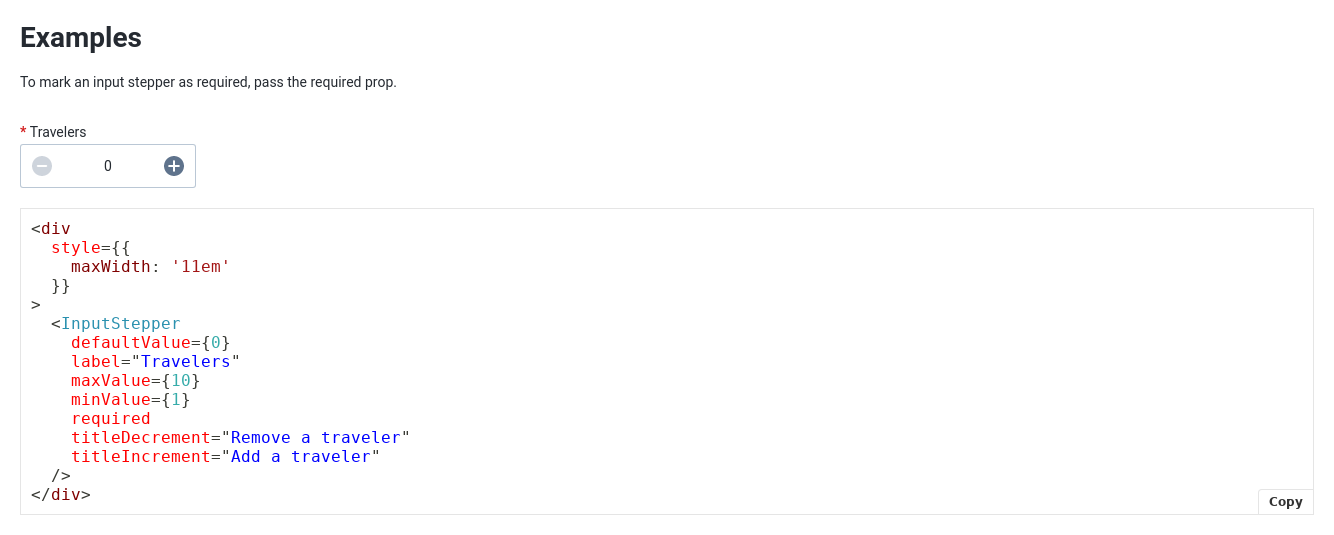 Examples
To mark an input stepper as required, pass the required prop.
* Travelers
0
<div
  style={{
    maxWidth: '11em'
  }}
>
  <InputStepper
    defaultValue={0}
    label="Travelers"
    maxValue={10}
    minValue={1}
    required
    titleDecrement="Remove a traveler"
    titleIncrement="Add a traveler"
  />
</div>
Copy